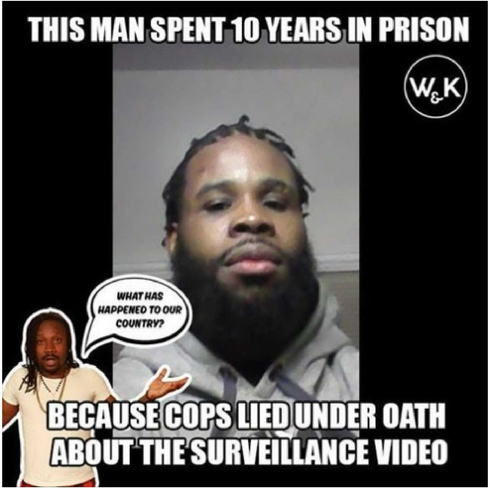 THIS MAN SPENT 10 YEARS IN PRISON
W&K
WHAT HAS
HAPPENED TO OUR
COUNTRY?
BECAUSE COPS LIED UNDER OATH
ABOUT THE SURVEILLANCE VIDEO